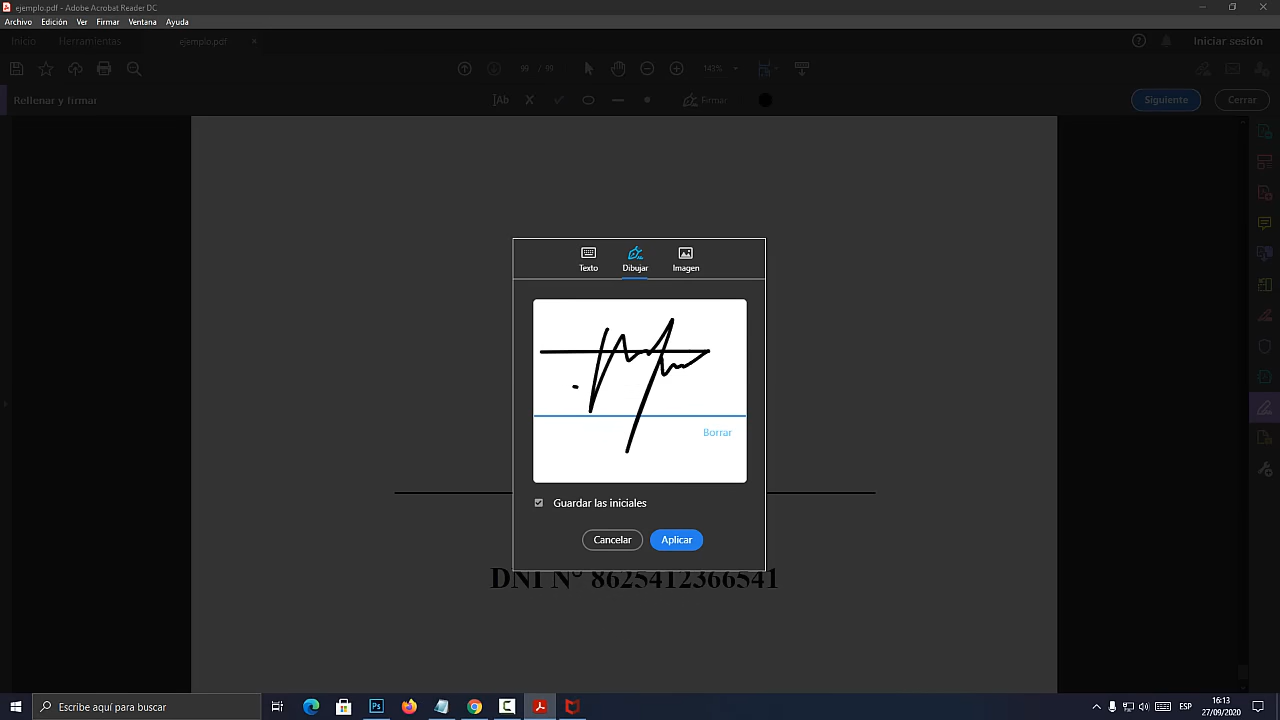 ejemplo.pdf - Adobe Acrobat Reader DC
Archivo Edición Ver Firmar Ventana Ayuda
Inicio Herramientas ejemplo.pdf × Iniciar sesión
99 / 99 143%
Rellenar y firmar Ab Firmar Siguiente Cerrar
Texto Dibujar Imagen
Borrar
Guardar las iniciales
Cancelar Aplicar
DNI N° 8625412366541
Escribe aquí para buscar
ESP
16:13
27/09/2020